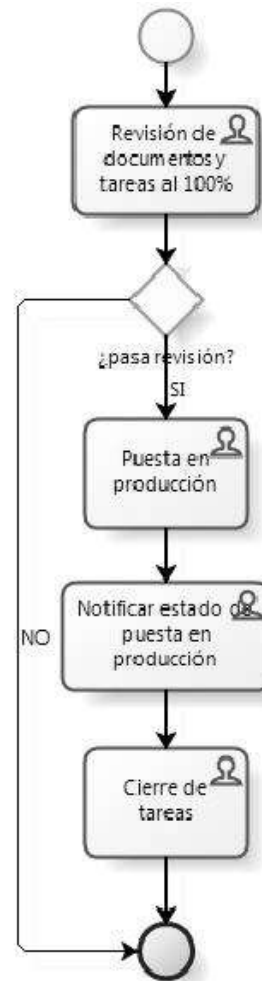 Revisión de
documentos y
tareas al 100%
¿pasa revisión?
SI
Puesta en
producción
Notificar estado de
puesta en
producción
NO
Cierre de
tareas